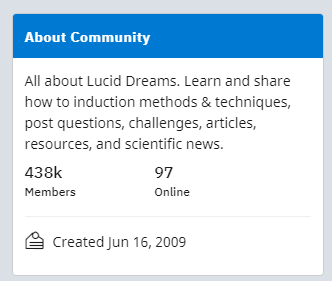 About Community
All about Lucid Dreams. Learn and share
how to induction methods & techniques,
post questions, challenges, articles,
resources, and scientific news.
438k 97
Members Online
Created Jun 16, 2009